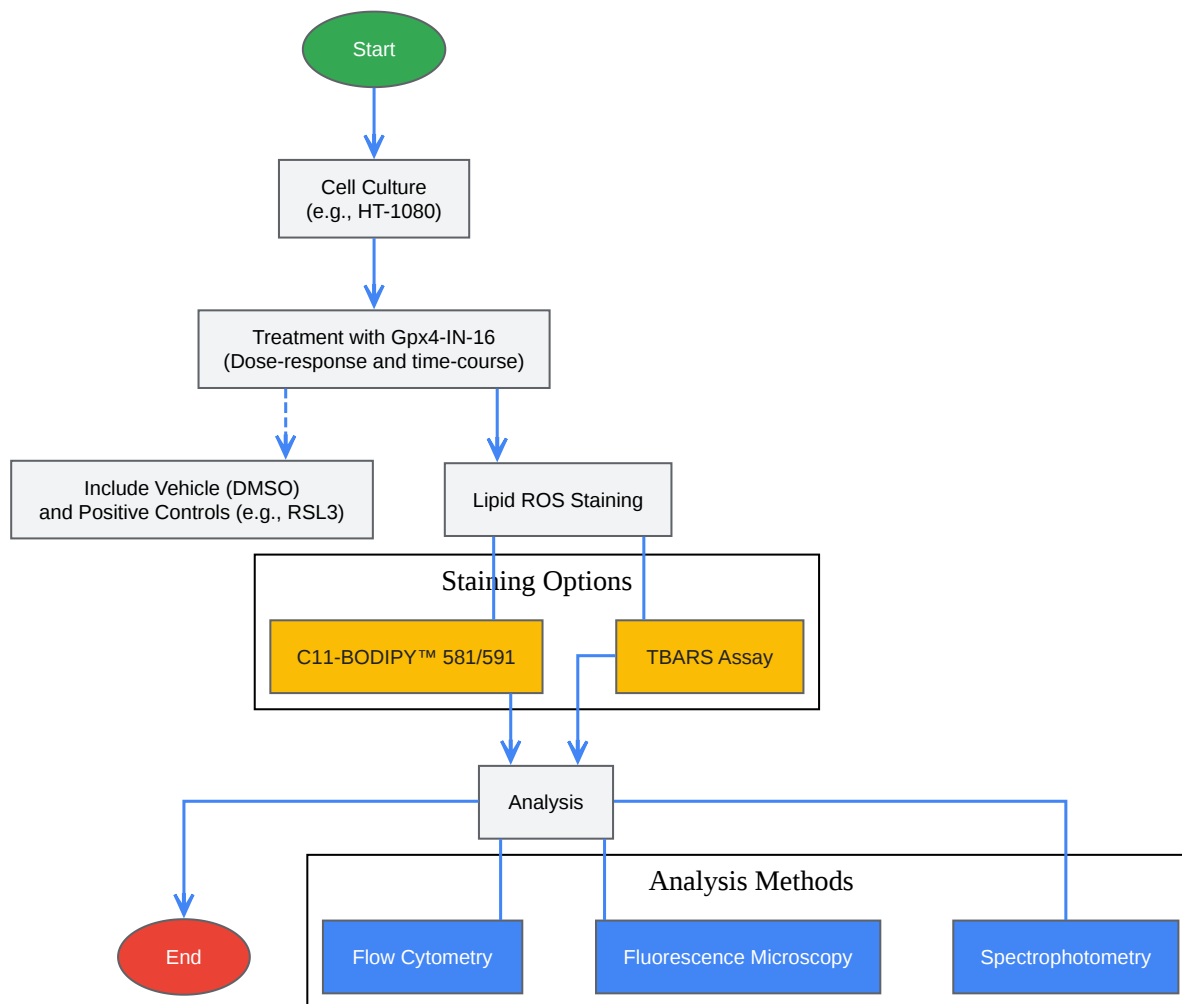 Start
Cell Culture
(e.g., HT-1080)
Treatment with Gpx4-IN-16
(Dose-response and time-course)
Include Vehicle (DMSO)
and Positive Controls (e.g., RSL3)
Lipid ROS Staining
Staining Options
C11-BODIPY™ 581/591
TBARS Assay
Analysis
Analysis Methods
End
Flow Cytometry
Fluorescence Microscopy
Spectrophotometry